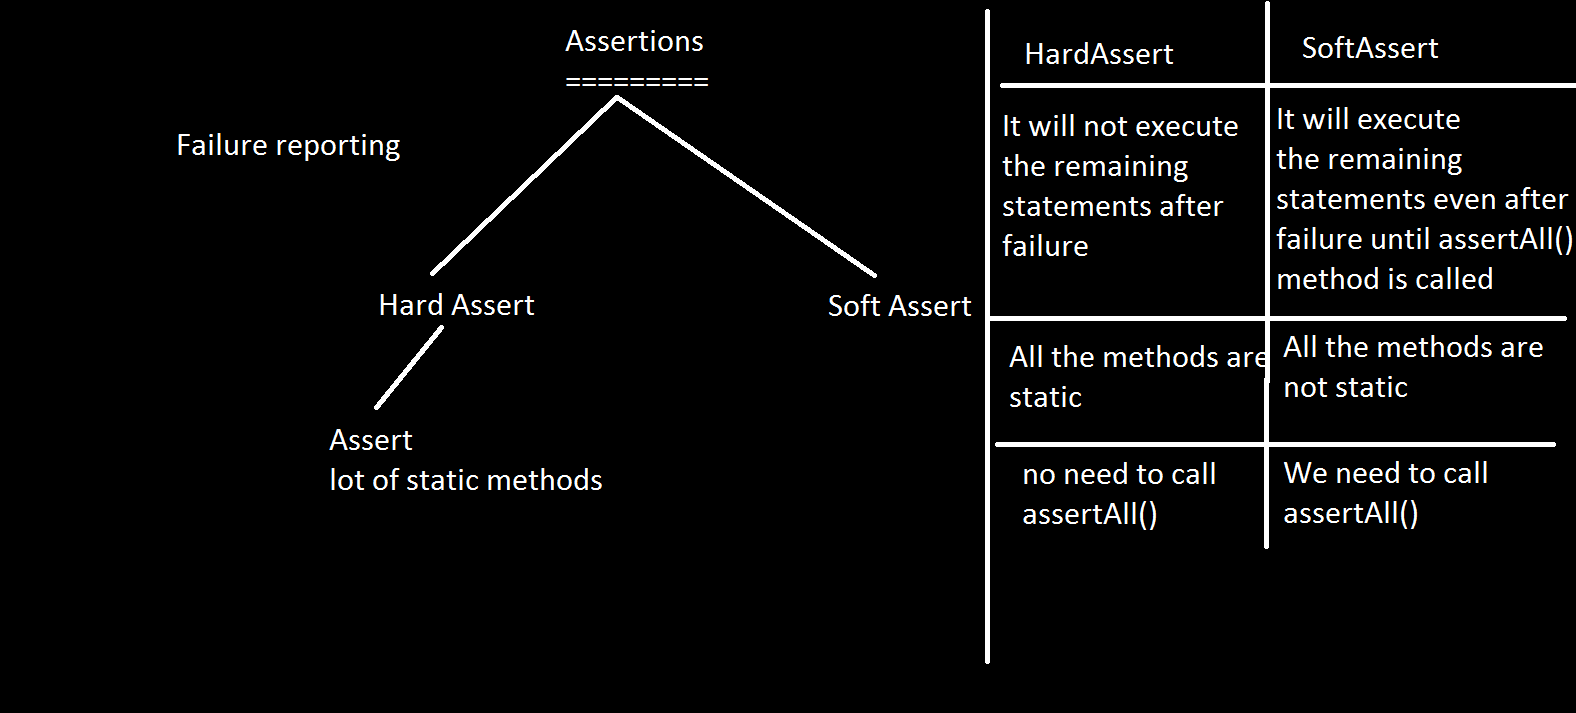 Assertions
=========
Failure reporting
Hard Assert
Soft Assert
Assert
lot of static methods
HardAssert
SoftAssert
It will not execute
the remaining
statements after
failure
It will execute
the remaining
statements even after
failure until assertAll()
method is called
All the methods are
static
All the methods are
not static
no need to call
assertAll()
We need to call
assertAll()